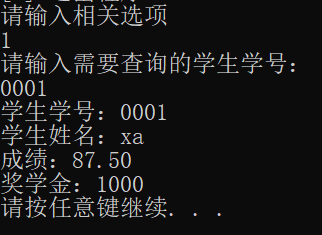 请输入相关选项
1
请输入需要查询的学生学号：
0001
学生学号：0001
学生姓名：xa
成绩：87.50
奖学金：1000
请按任意键继续. . .